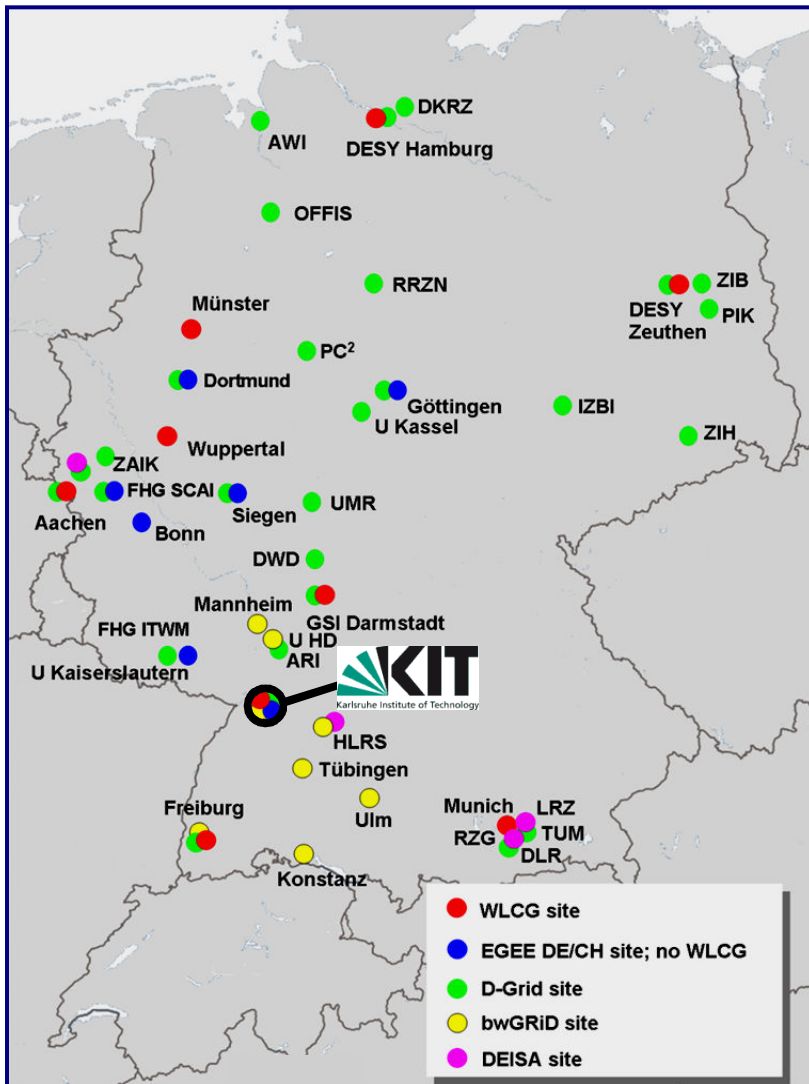 DKRZ
AWI
DESY Hamburg
OFFIS
RRZN
ZIB
Münster
DESY
Zeuthen
PIK
PC²
Dortmund
Göttingen
IZBI
U Kassel
Wuppertal
ZIH
ZAIK
FHG SCAI
Siegen
UMR
Aachen
Bonn
DWD
Mannheim
GSI Darmstadt
FHG ITWM
U HD
ARI
U Kaiserslautern
KIT
Karlsruhe Institute of Technology
HLRS
Tübingen
Ulm
Freiburg
Munich
LRZ
RZG
TUM
DLR
Konstanz
WLCG site
EGEE DE/CH site; no WLCG
D-Grid site
bwGRiD site
DEISA site